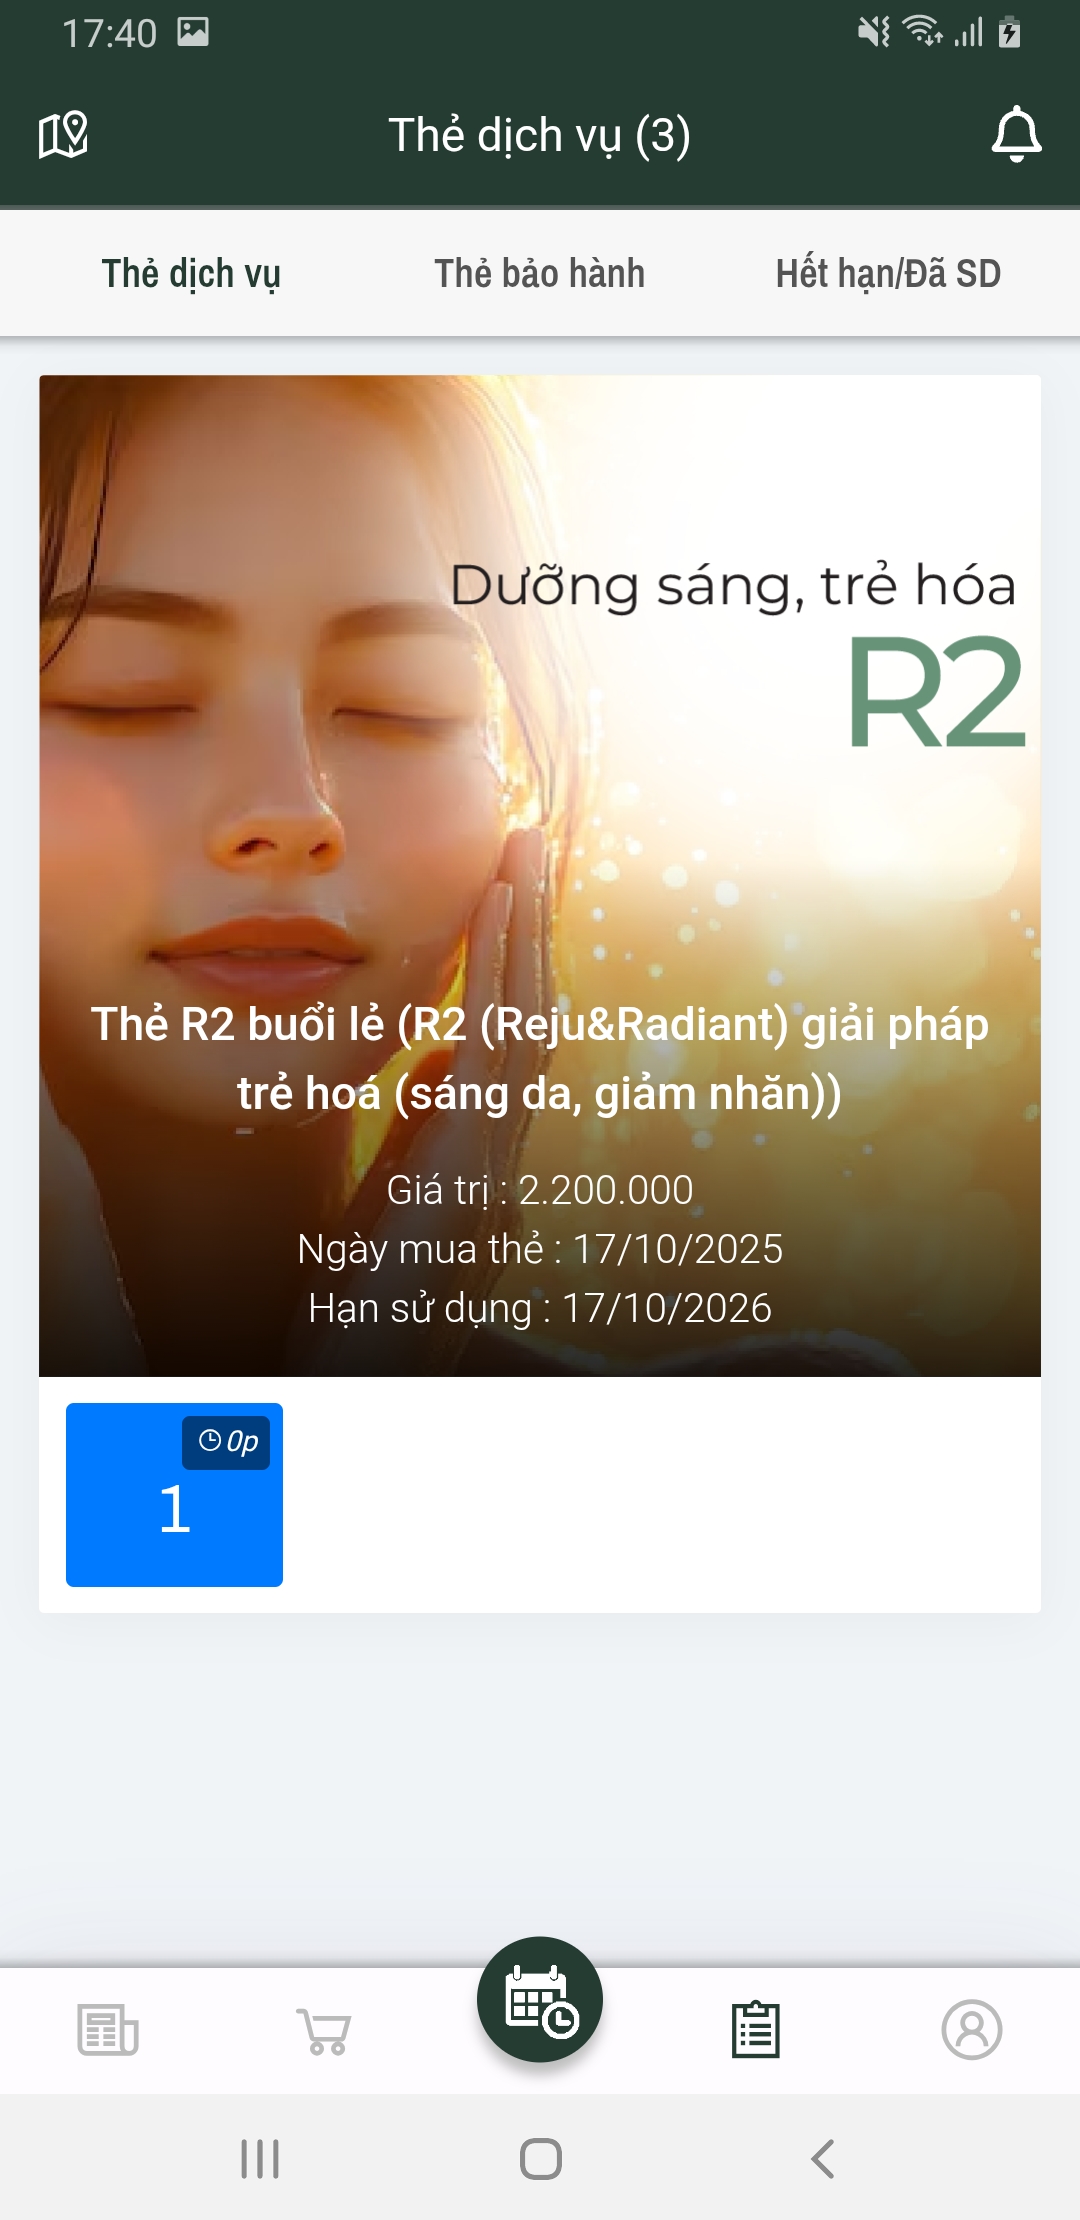 17:40
Thẻ dịch vụ (3)
Thẻ dịch vụ
Thẻ bảo hành
Hết hạn/Đã SD
Dưỡng sáng, trẻ hóa
R2
Thẻ R2 buổi lẻ (R2 (Reju&Radiant) giải pháp
trẻ hoá (sáng da, giảm nhăn))
Giá trị : 2.200.000
Ngày mua thẻ : 17/10/2025
Hạn sử dụng : 17/10/2026
0p
1